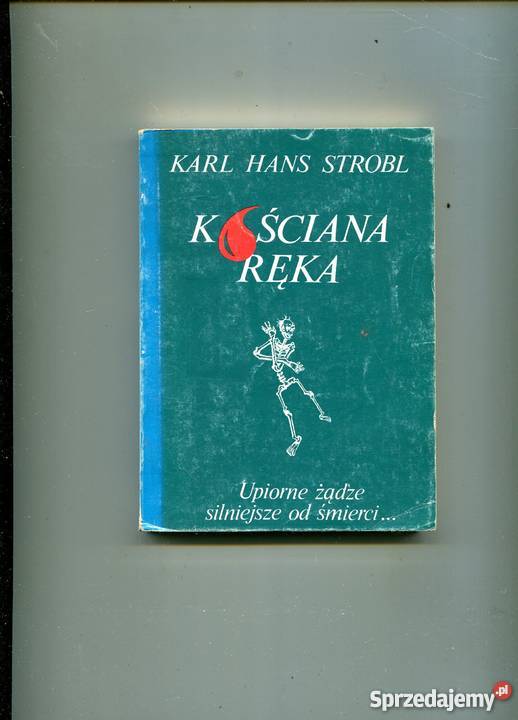 KARL HANS STROBL
KOŚCIANA
RĘKA
Upiorne żądze
silniejsze od śmierci...
Sprzedajemy.pl